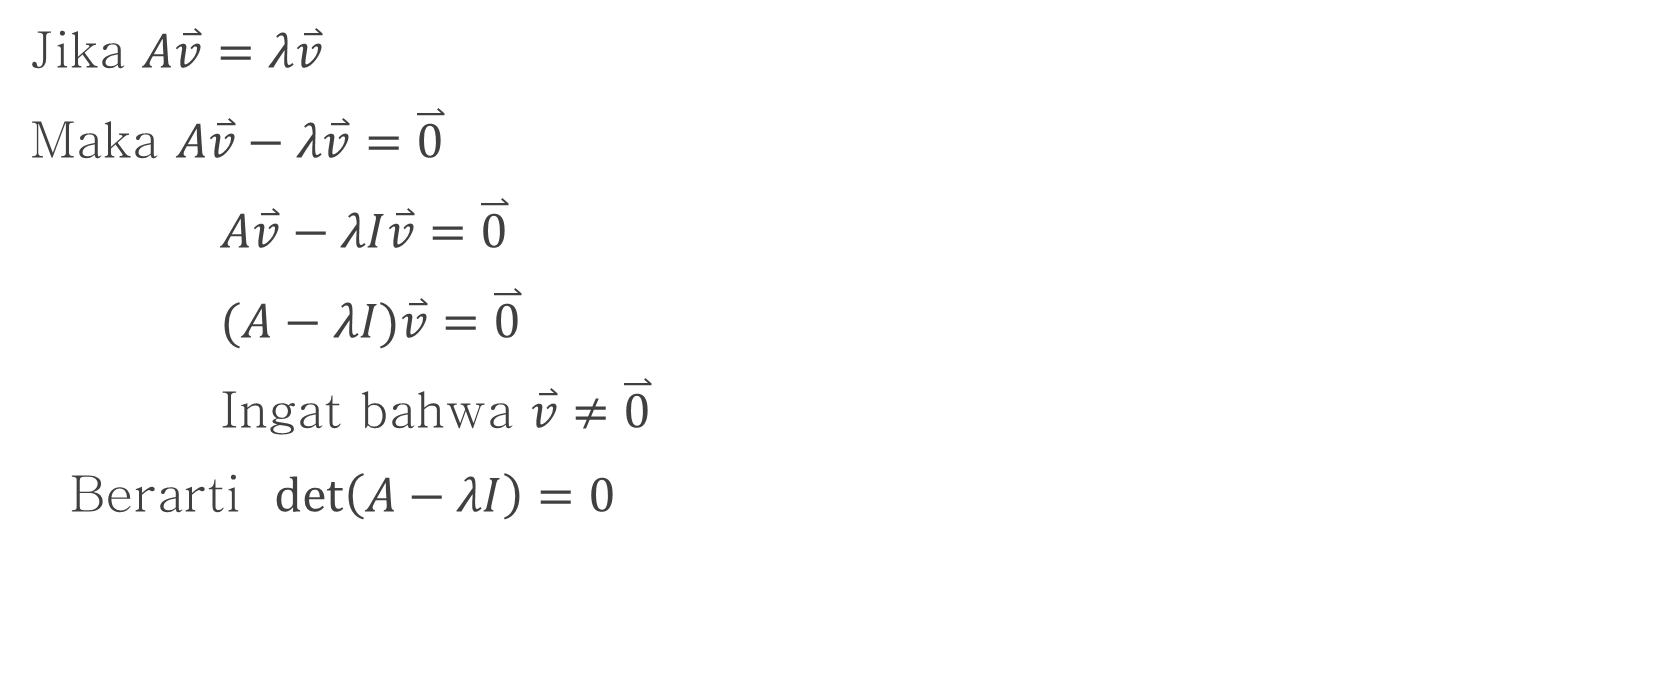 Jika 𝐴𝑣⃗ = 𝜆𝑣⃗
Maka 𝐴𝑣⃗ − 𝜆𝑣⃗ = 0⃗
𝐴𝑣⃗ − 𝜆𝐼𝑣⃗ = 0⃗
(𝐴 − 𝜆𝐼)𝑣⃗ = 0⃗
Ingat bahwa 𝑣⃗ ≠ 0⃗
Berarti det(𝐴 − 𝜆𝐼) = 0